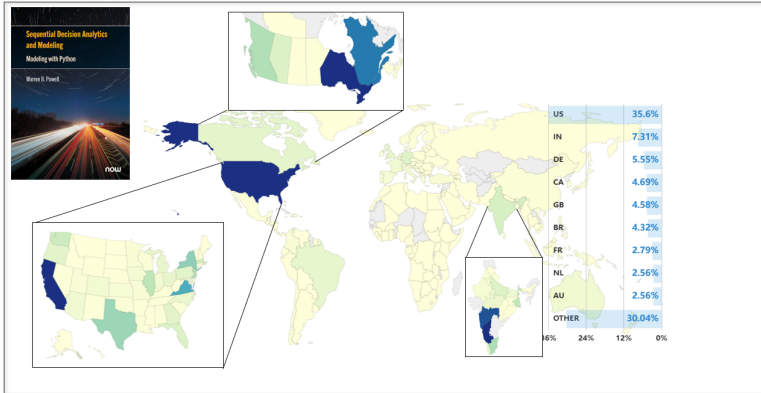 Sequential Decision Analytics
and Modeling
Modeling with Python
Warren B. Powell
now
US 35.6%
IN 7.31%
DE 5.55%
CA 4.69%
GB 4.58%
BR 4.32%
FR 2.79%
NL 2.56%
AU 2.56%
OTHER 30.04%
36% 24% 12% 0%